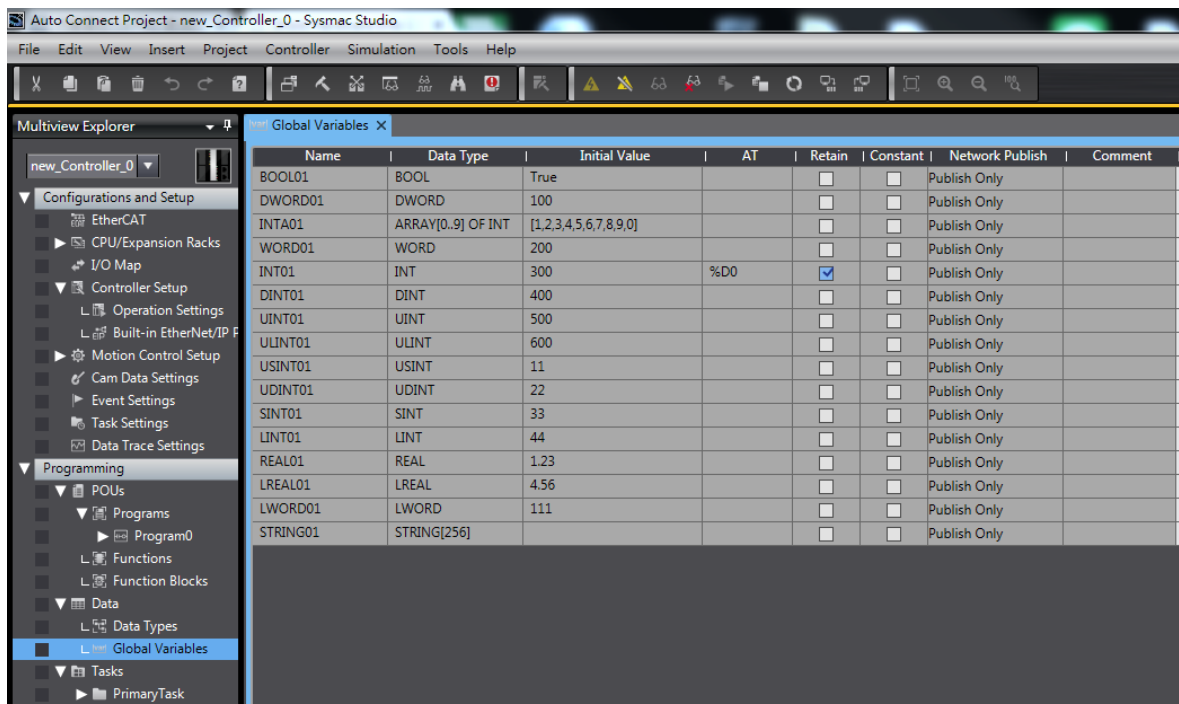 Auto Connect Project - new_Controller_0 - Sysmac Studio
File Edit View Insert Project Controller Simulation Tools Help
Multiview Explorer
new_Controller_0
Configurations and Setup
EtherCAT
CPU/Expansion Racks
I/O Map
Controller Setup
Operation Settings
Built-in EtherNet/IP P
Motion Control Setup
Cam Data Settings
Event Settings
Task Settings
Data Trace Settings
Programming
POUs
Programs
Program0
Functions
Function Blocks
Data
Data Types
Global Variables
Tasks
PrimaryTask
Global Variables X
Name Data Type Initial Value AT Retain Constant Network Publish Comment
BOOL01 BOOL True Publish Only
DWORD01 DWORD 100 Publish Only
INTA01 ARRAY[0..9] OF INT [1,2,3,4,5,6,7,8,9,0] Publish Only
WORD01 WORD 200 Publish Only
INT01 INT 300 %D0 Publish Only
DINT01 DINT 400 Publish Only
UINT01 UINT 500 Publish Only
ULINT01 ULINT 600 Publish Only
USINT01 USINT 11 Publish Only
UDINT01 UDINT 22 Publish Only
SINT01 SINT 33 Publish Only
LINT01 LINT 44 Publish Only
REAL01 REAL 1.23 Publish Only
LREAL01 LREAL 4.56 Publish Only
LWORD01 LWORD 111 Publish Only
STRING01 STRING[256] Publish Only